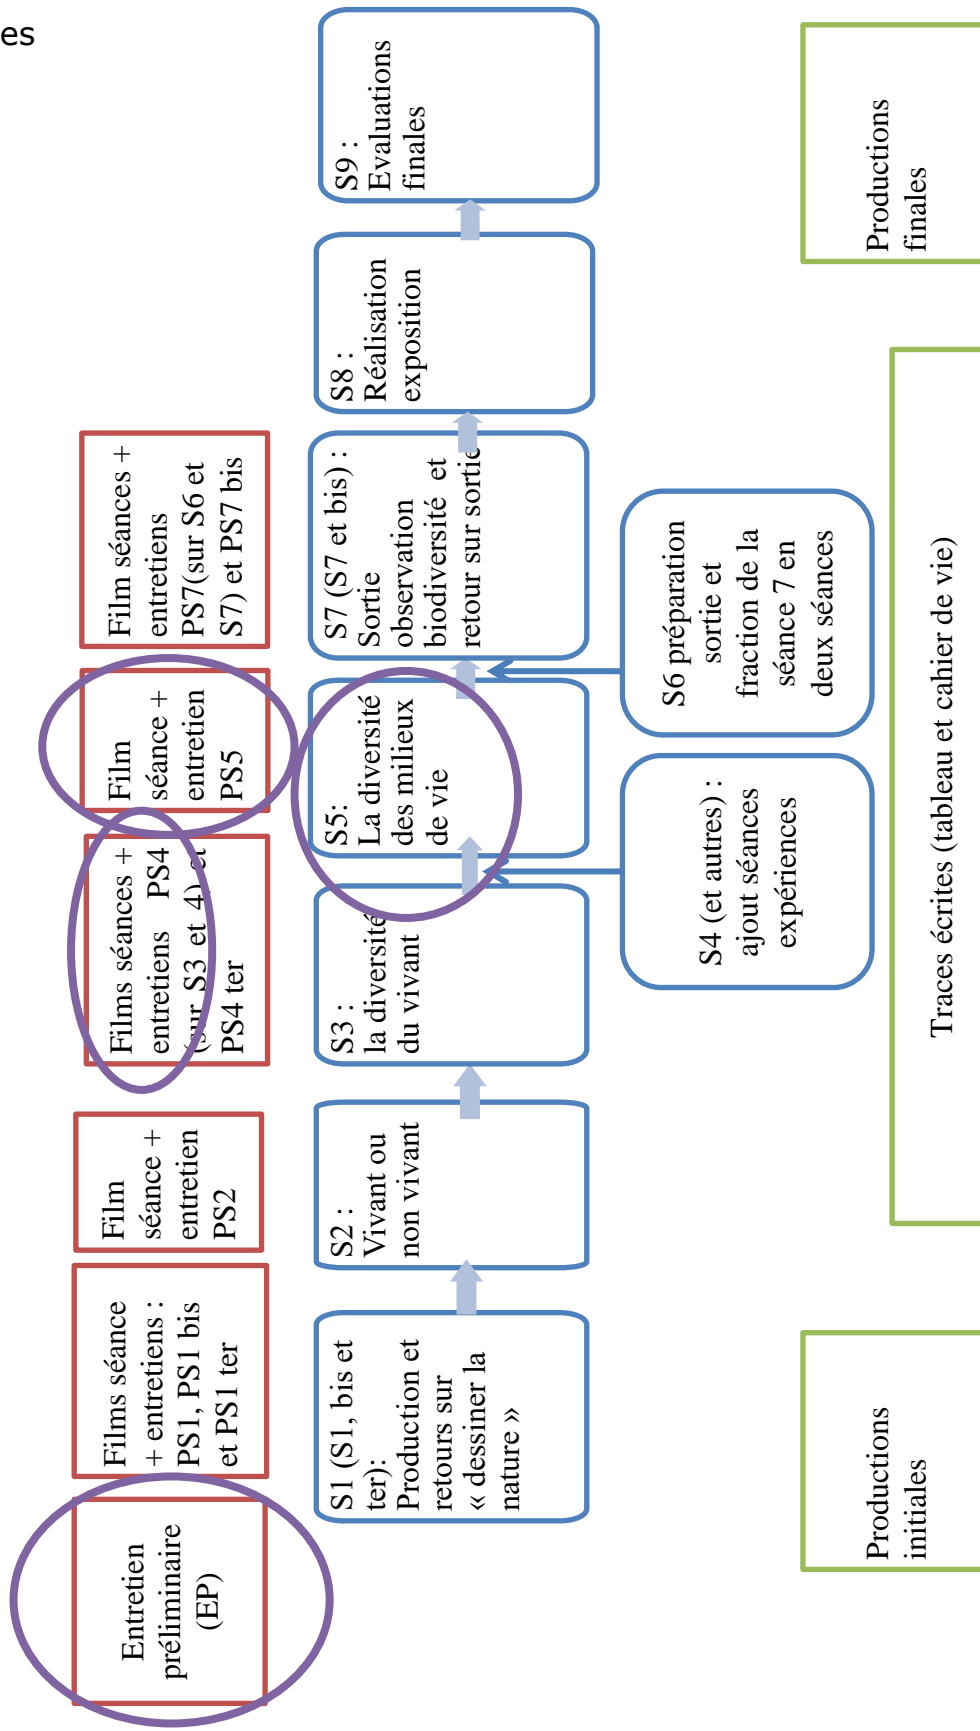 es
Entretien
préliminaire
(EP)
Films séance
+ entretiens :
PS1, PS1 bis
et PS1 ter
Film
séance +
entretien
PS2
Films séances +
entretiens PS4
(sur S3 et 4) et
PS4 ter
Film
séance +
entretien
PS5
Film séances +
entretiens
PS7(sur S6 et
S7) et PS7 bis
S1 (S1, bis et
ter):
Production et
retours sur
« dessiner la
nature »
S2 :
Vivant ou
non vivant
S3 :
la diversité
du vivant
S5:
La diversité
des milieux
de vie
S7 (S7 et bis) :
Sortie
observation
biodiversité et
retour sur sortie
S8 :
Réalisation
exposition
S9 :
Evaluations
finales
S4 (et autres) :
ajout séances
expériences
S6 préparation
sortie et
fraction de la
séance 7 en
deux séances
Productions
initiales
Traces écrites (tableau et cahier de vie)
Productions
finales